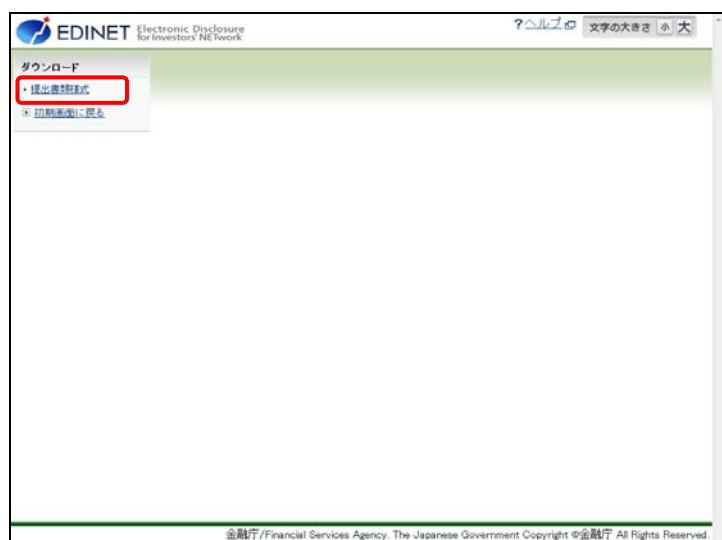 EDINET Electronic Disclosure for Investors' NETwork
?ヘルプ 文字の大きさ 小 大
ダウンロード
提出書類様式
初期画面に戻る
金融庁/Financial Services Agency. The Japanese Government Copyright ©金融庁 All Rights Reserved.